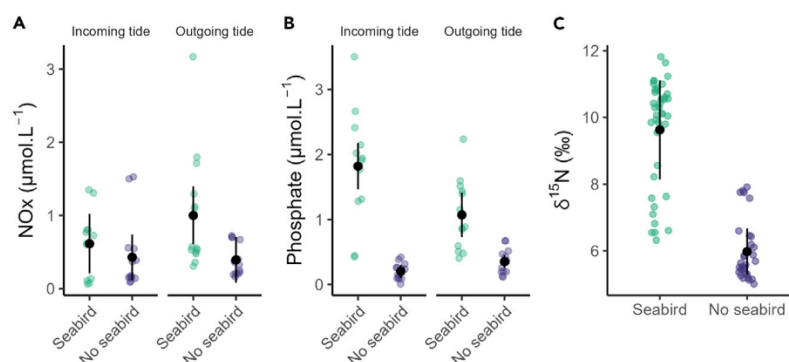 A
Incoming tide
Outgoing tide
NOx (μmol.L⁻¹)
3
2
1
0
Seabird
No seabird
Seabird
No seabird
B
Incoming tide
Outgoing tide
Phosphate (μmol.L⁻¹)
3
2
1
0
Seabird
No seabird
Seabird
No seabird
C
δ¹⁵N (‰)
12
10
8
6
Seabird
No seabird